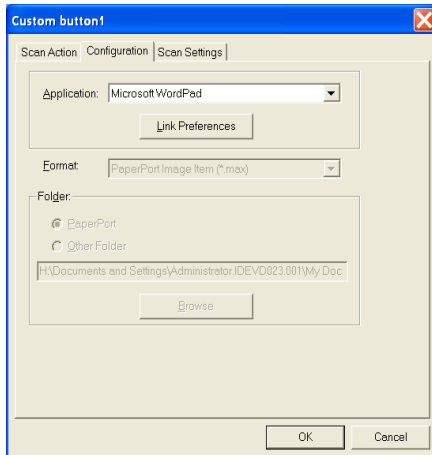 Custom button1
Scan Action Configuration Scan Settings
Application: Microsoft WordPad
Link Preferences
Format: PaperPort Image Item (*.max)
Folder:
PaperPort
Other Folder
H:\Documents and Settings\Administrator.IDEVD023.001\My Doc
Browse
OK Cancel